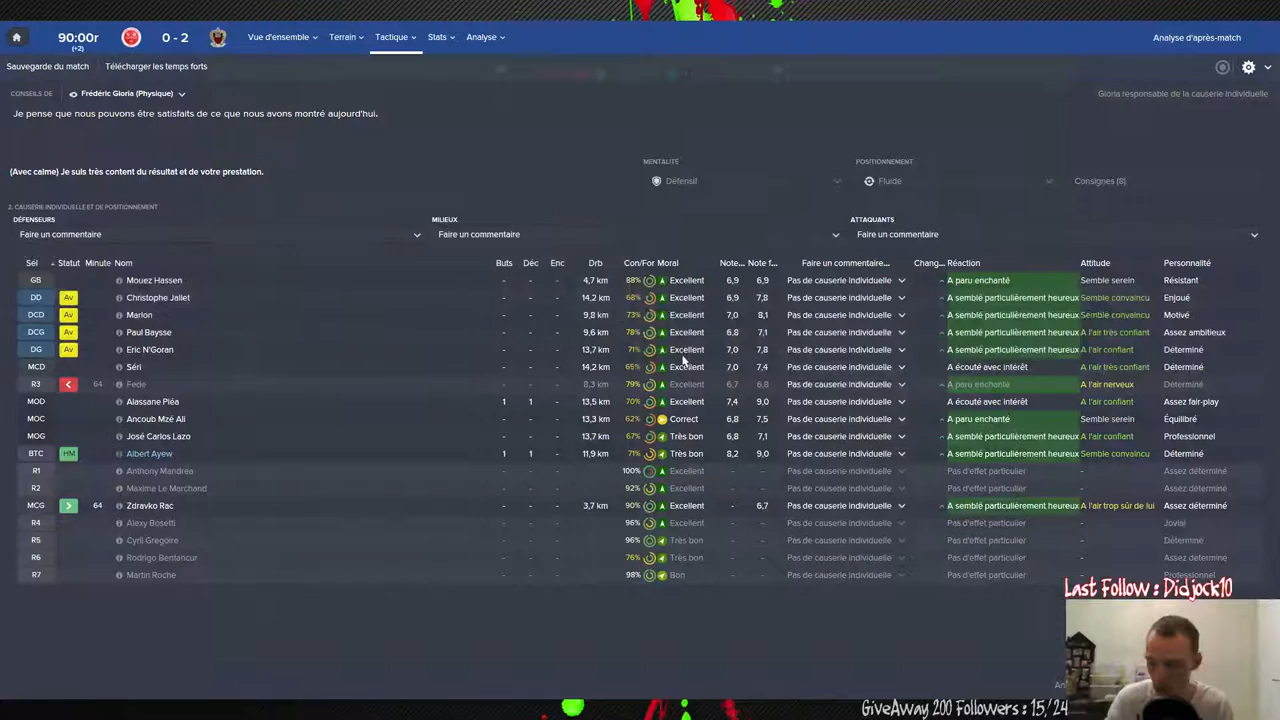 90:00r (+2) 0 - 2 Vue d'ensemble Terrain Tactique Stats Analyse Analyse d'après-match
Sauvegarde du match Télécharger les temps forts
CONSEILS DE Frédéric Gloria (Physique) Gloria responsable de la causerie individuelle
Je pense que nous pouvons être satisfaits de ce que nous avons montré aujourd'hui.
MENTALITÉ POSITIONNEMENT
(Avec calme) Je suis très content du résultat et de votre prestation.
Défensif Fluide Consignes (8)
2. CAUSERIE INDIVIDUELLE ET DE POSITIONNEMENT
DÉFENSEURS MILIEUX ATTAQUANTS
Faire un commentaire Faire un commentaire Faire un commentaire
Sél Statut Minute Nom Buts Déc Enc Drb Con/For Moral Note... Note f... Faire un commentaire... Chang... Réaction Attitude Personnalité
GB Mouez Hassen - - - 4,7 km 88% Excellent 6,9 6,9 Pas de causerie individuelle A paru enchanté Semble serein Résistant
DD Av Christophe Jallet - - - 14,2 km 68% Excellent 6,9 7,8 Pas de causerie individuelle A semblé particulièrement heureux Semble convaincu Enjoué
DCD Av Marlon - - - 9,8 km 73% Excellent 7,0 8,1 Pas de causerie individuelle A semblé particulièrement heureux Semble convaincu Motivé
DCG Av Paul Baysse - - - 9,6 km 78% Excellent 6,8 7,1 Pas de causerie individuelle A semblé particulièrement heureux A l'air très confiant Assez ambitieux
DG Av Eric N'Goran - - - 13,7 km 71% Excellent 7,0 7,8 Pas de causerie individuelle A semblé particulièrement heureux A l'air confiant Déterminé
MCD Séri - - - 14,2 km 65% Excellent 7,0 7,4 Pas de causerie individuelle A écouté avec intérêt A l'air très confiant Déterminé
R3 64 Fede - - - 8,3 km 79% Excellent 6,7 6,8 Pas de causerie individuelle A paru enchanté A l'air nerveux Déterminé
MOD Alassane Pléa 1 1 - 13,5 km 70% Excellent 7,4 9,0 Pas de causerie individuelle A écouté avec intérêt A l'air confiant Assez fair-play
MOC Ancoub Mzé Ali - - - 13,3 km 62% Correct 6,8 7,5 Pas de causerie individuelle A paru enchanté Semble serein Équilibré
MOG José Carlos Lazo - - - 13,7 km 67% Très bon 6,8 7,1 Pas de causerie individuelle A semblé particulièrement heureux A l'air confiant Professionnel
BTC HM Albert Ayew 1 1 - 11,9 km 71% Très bon 8,2 9,0 Pas de causerie individuelle A semblé particulièrement heureux Semble convaincu Déterminé
R1 Anthony Mandrea - - - 100% Excellent - - Pas de causerie individuelle Pas d'effet particulier Assez déterminé
R2 Maxime Le Marchand - - - 92% Excellent - - Pas de causerie individuelle Pas d'effet particulier Assez déterminé
MCG 64 Zdravko Rac - - - 3,7 km 90% Excellent - 6,7 Pas de causerie individuelle A semblé particulièrement heureux A l'air trop sûr de lui Assez déterminé
R4 Alexy Bosetti - - - 96% Excellent - - Pas de causerie individuelle Pas d'effet particulier Jovial
R5 Cyril Gregoire - - - 96% Très bon - - Pas de causerie individuelle Pas d'effet particulier Déterminé
R6 Rodrigo Bentancur - - - 76% Très bon - - Pas de causerie individuelle Pas d'effet particulier Assez déterminé
R7 Martin Roche - - - 98% Bon - - Pas de causerie individuelle Pas d'effet particulier Professionnel
Last Follow : Didjock10
GiveAway 200 Followers : 15/24